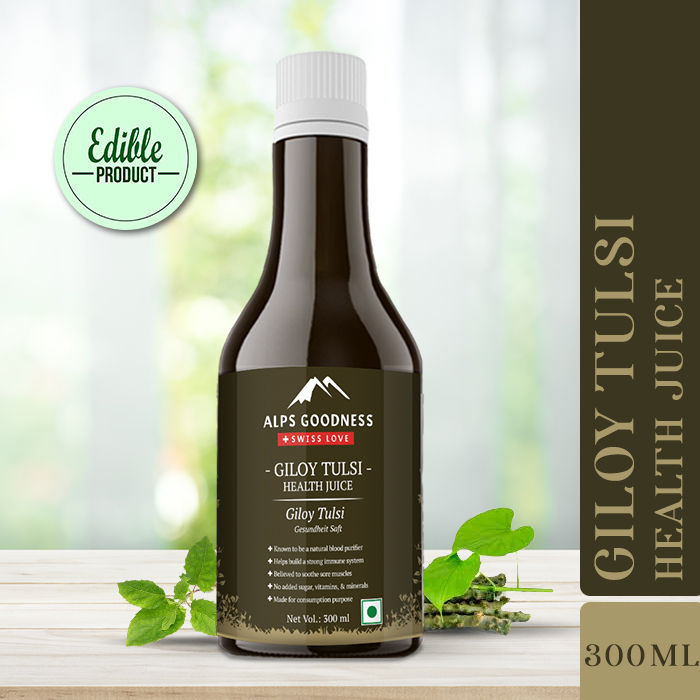 Edible
PRODUCT
ALPS GOODNESS
+ SWISS LOVE
- GILOY TULSI -
HEALTH JUICE
Giloy Tulsi
Gesundheit Saft
+ Known to be a natural blood purifier
+ Helps build a strong immune system
+ Believed to soothe sore muscles
+ No added sugar, vitamins, & minerals
+ Made for consumption purpose
Net Vol.: 300 ml
GILOY TULSI
HEALTH JUICE
300ML